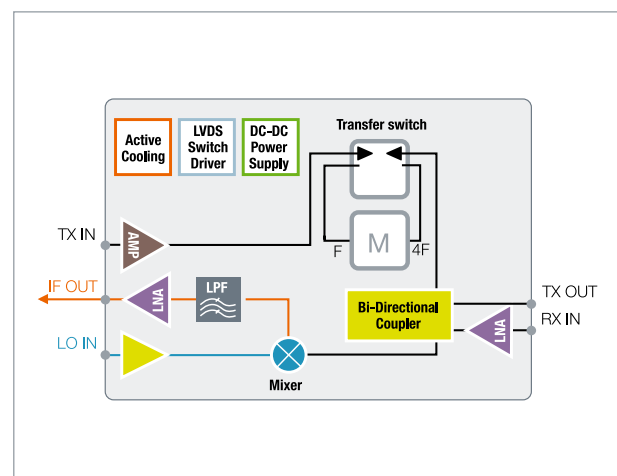 Active
Cooling
LVDS
Switch
Driver
DC-DC
Power
Supply
Transfer switch
TX IN
AMP
F
M
4F
IF OUT
LNA
LPF
Bi-Directional
Coupler
TX OUT
RX IN
LNA
LO IN
Mixer